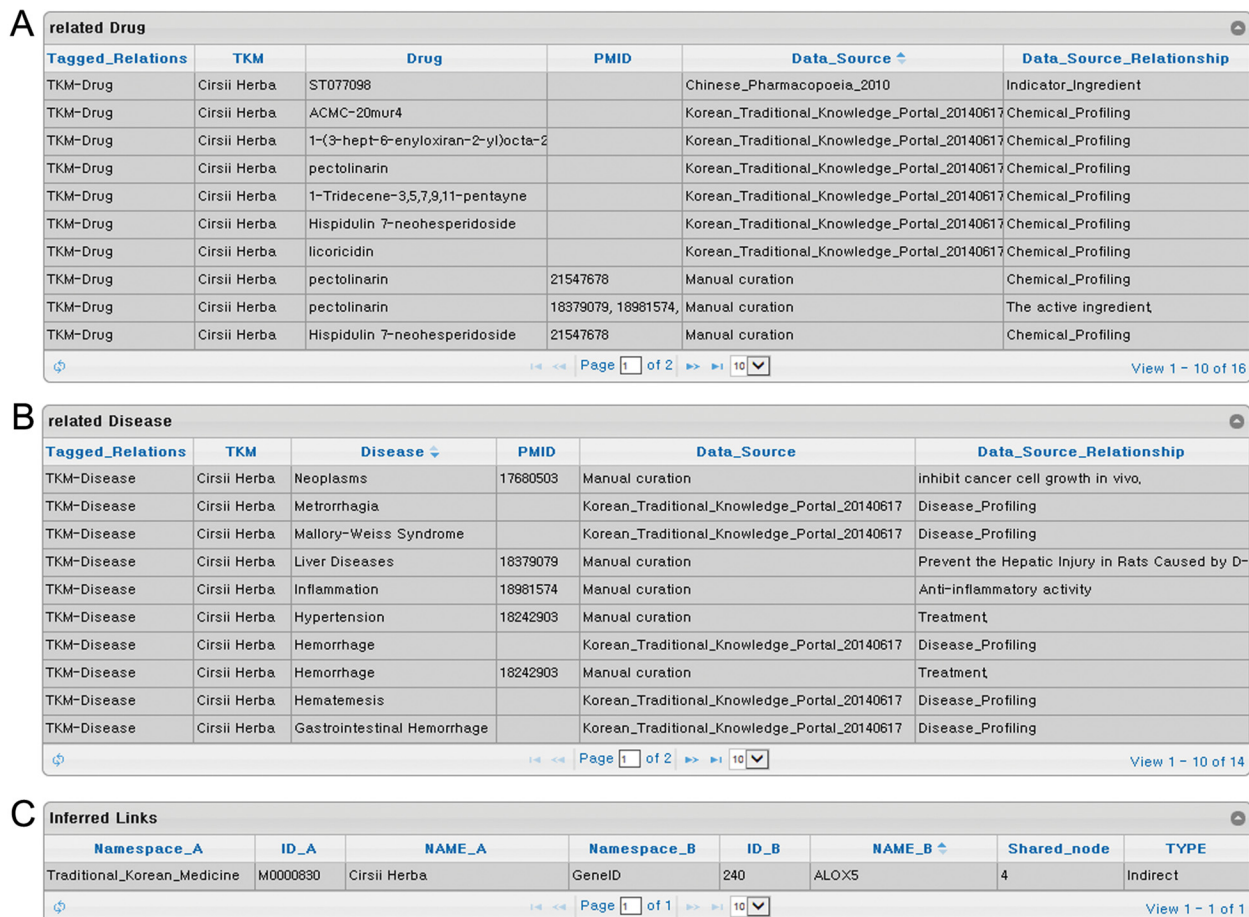 A
related Drug
Tagged_Relations TKM Drug PMID Data_Source Data_Source_Relationship
TKM-Drug Cirsii Herba ST077098 Chinese_Pharmacopoeia_2010 Indicator_Ingredient
TKM-Drug Cirsii Herba ACMC-20mur4 Korean_Traditional_Knowledge_Portal_20140617 Chemical_Profiling
TKM-Drug Cirsii Herba 1-(3-hept-6-enyloxiran-2-yl)octa-2 Korean_Traditional_Knowledge_Portal_20140617 Chemical_Profiling
TKM-Drug Cirsii Herba pectolinarin Korean_Traditional_Knowledge_Portal_20140617 Chemical_Profiling
TKM-Drug Cirsii Herba 1-Tridecene-3,5,7,9,11-pentayne Korean_Traditional_Knowledge_Portal_20140617 Chemical_Profiling
TKM-Drug Cirsii Herba Hispidulin 7-neohesperidoside Korean_Traditional_Knowledge_Portal_20140617 Chemical_Profiling
TKM-Drug Cirsii Herba licoricidin Korean_Traditional_Knowledge_Portal_20140617 Chemical_Profiling
TKM-Drug Cirsii Herba pectolinarin 21547678 Manual curation Chemical_Profiling
TKM-Drug Cirsii Herba pectolinarin 18379079, 18981574, Manual curation The active ingredient,
TKM-Drug Cirsii Herba Hispidulin 7-neohesperidoside 21547678 Manual curation Chemical_Profiling
Page 1 of 2 10 View 1 - 10 of 16
B
related Disease
Tagged_Relations TKM Disease PMID Data_Source Data_Source_Relationship
TKM-Disease Cirsii Herba Neoplasms 17680503 Manual curation inhibit cancer cell growth in vivo,
TKM-Disease Cirsii Herba Metrorrhagia Korean_Traditional_Knowledge_Portal_20140617 Disease_Profiling
TKM-Disease Cirsii Herba Mallory-Weiss Syndrome Korean_Traditional_Knowledge_Portal_20140617 Disease_Profiling
TKM-Disease Cirsii Herba Liver Diseases 18379079 Manual curation Prevent the Hepatic Injury in Rats Caused by D-
TKM-Disease Cirsii Herba Inflammation 18981574 Manual curation Anti-inflammatory activity
TKM-Disease Cirsii Herba Hypertension 18242903 Manual curation Treatment,
TKM-Disease Cirsii Herba Hemorrhage Korean_Traditional_Knowledge_Portal_20140617 Disease_Profiling
TKM-Disease Cirsii Herba Hemorrhage 18242903 Manual curation Treatment,
TKM-Disease Cirsii Herba Hematemesis Korean_Traditional_Knowledge_Portal_20140617 Disease_Profiling
TKM-Disease Cirsii Herba Gastrointestinal Hemorrhage Korean_Traditional_Knowledge_Portal_20140617 Disease_Profiling
Page 1 of 2 10 View 1 - 10 of 14
C
Inferred Links
Namespace_A ID_A NAME_A Namespace_B ID_B NAME_B Shared_node TYPE
Traditional_Korean_Medicine M0000830 Cirsii Herba GeneID 240 ALOX5 4 Indirect
Page 1 of 1 10 View 1 - 1 of 1